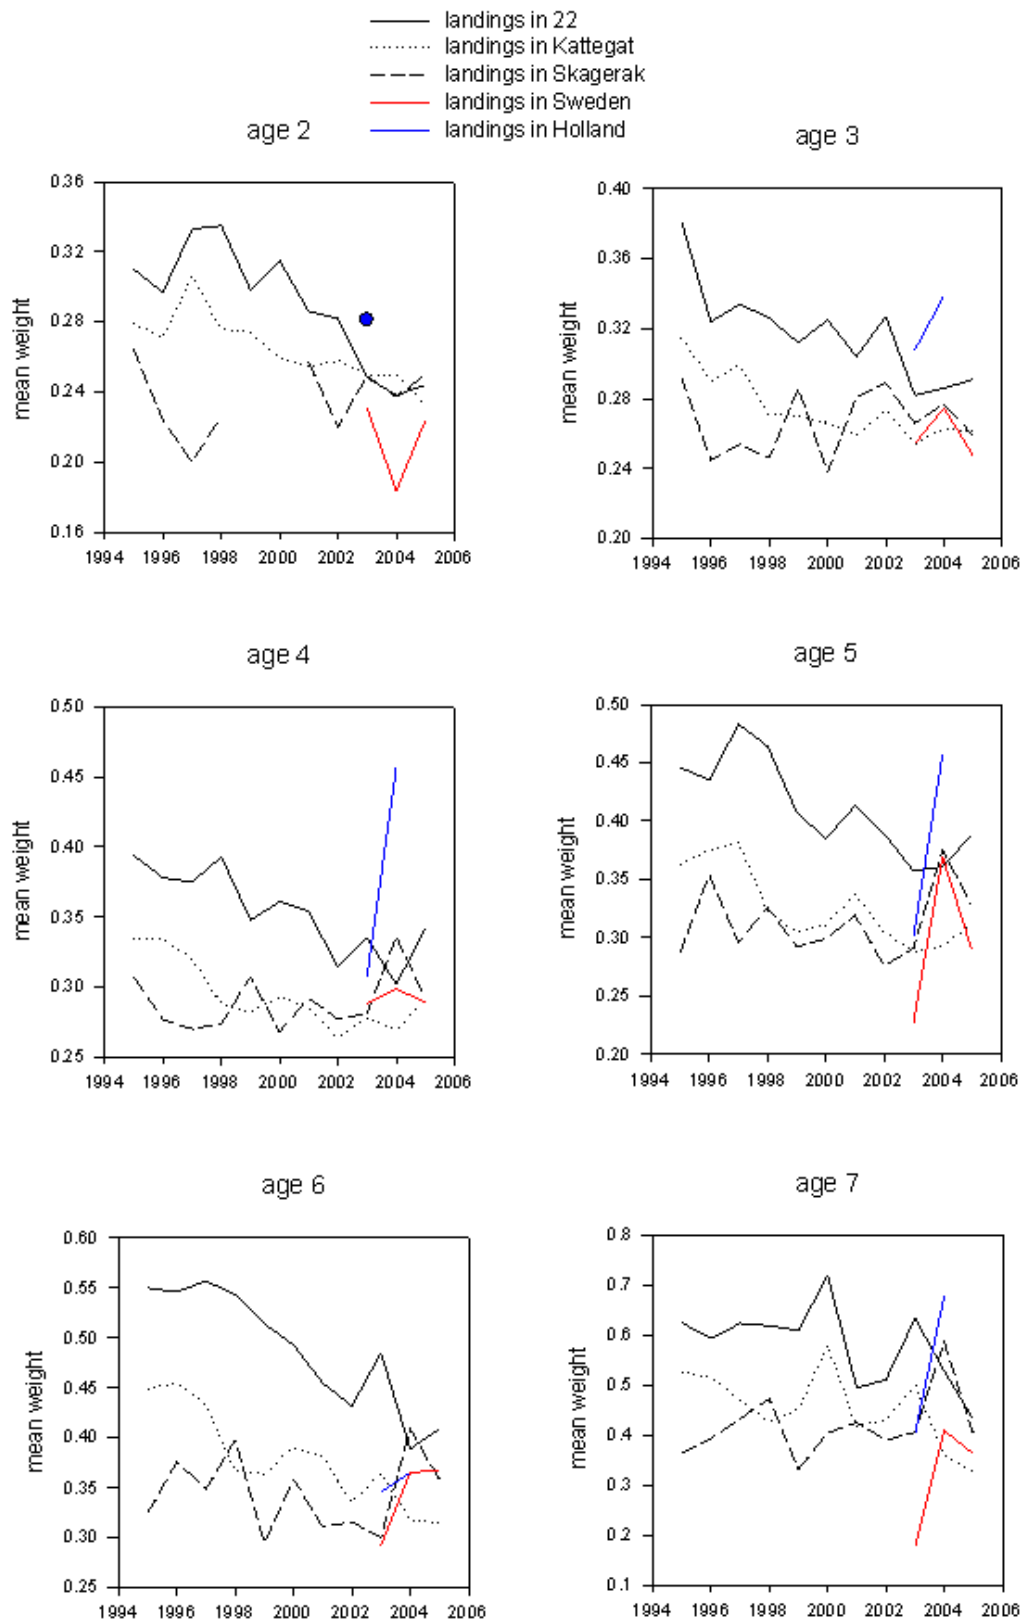 landings in 22
landings in Kattegat
landings in Skagerak
landings in Sweden
landings in Holland
age 2
mean weight
0.36
0.32
0.28
0.24
0.20
0.16
1994 1996 1998 2000 2002 2004 2006
age 3
mean weight
0.40
0.36
0.32
0.28
0.24
0.20
1994 1996 1998 2000 2002 2004 2006
age 4
mean weight
0.50
0.45
0.40
0.35
0.30
0.25
1994 1996 1998 2000 2002 2004 2006
age 5
mean weight
0.50
0.45
0.40
0.35
0.30
0.25
0.20
1994 1996 1998 2000 2002 2004 2006
age 6
mean weight
0.60
0.55
0.50
0.45
0.40
0.35
0.30
0.25
1994 1996 1998 2000 2002 2004 2006
age 7
mean weight
0.8
0.7
0.6
0.5
0.4
0.3
0.2
0.1
1994 1996 1998 2000 2002 2004 2006